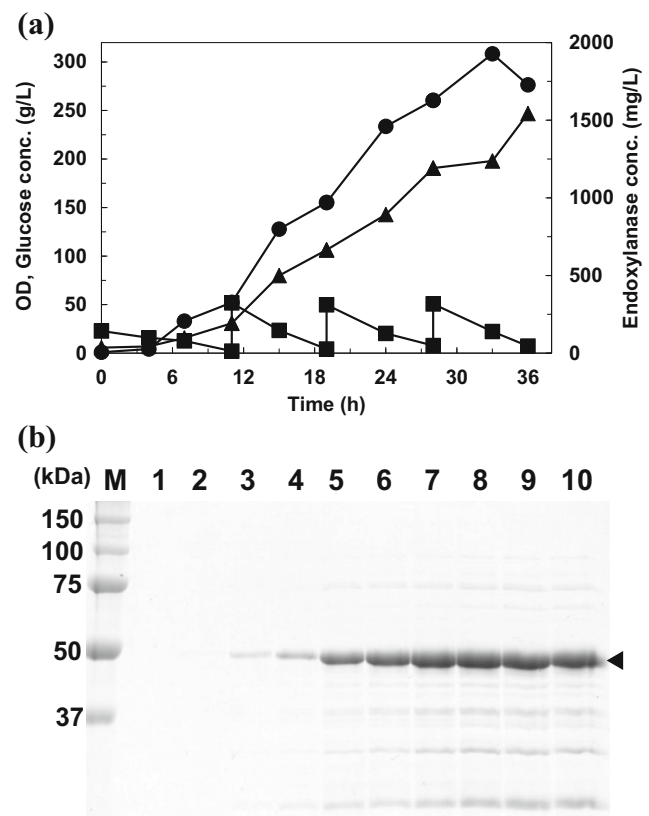 (a)
OD, Glucose conc. (g/L)
300
250
200
150
100
50
0
2000
1500
1000
500
0
Endoxylanase conc. (mg/L)
0 6 12 18 24 30 36
Time (h)
(b)
(kDa) M 1 2 3 4 5 6 7 8 9 10
150
100
75
50
37